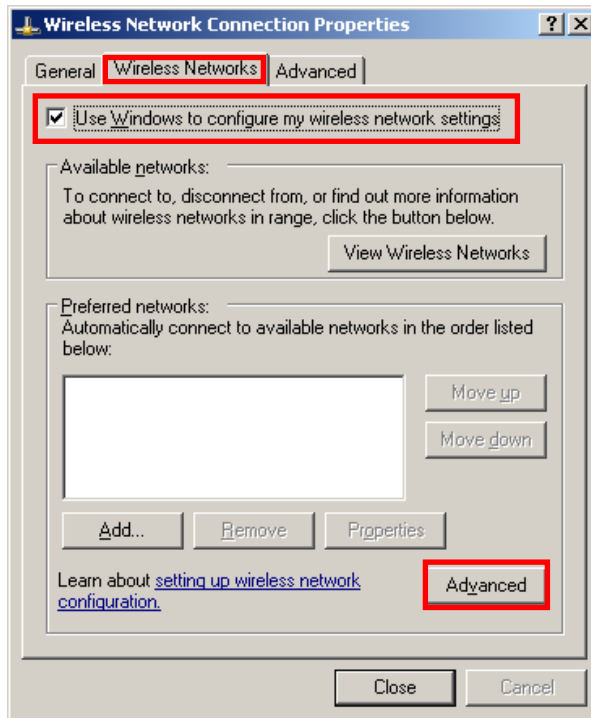 Wireless Network Connection Properties
General Wireless Networks Advanced
Use Windows to configure my wireless network settings
Available networks:
To connect to, disconnect from, or find out more information
about wireless networks in range, click the button below.
View Wireless Networks
Preferred networks:
Automatically connect to available networks in the order listed
below:
Move up
Move down
Add... Remove Properties
Learn about setting up wireless network
configuration.
Advanced
Close Cancel